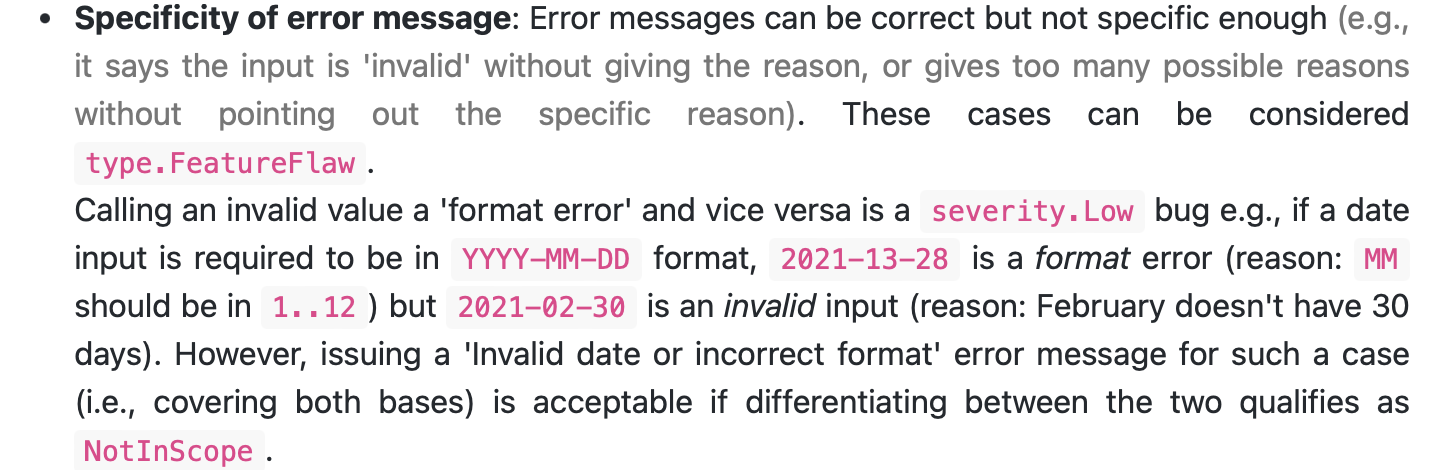 • Specificity of error message: Error messages can be correct but not specific enough (e.g.,
it says the input is 'invalid' without giving the reason, or gives too many possible reasons
without pointing out the specific reason). These cases can be considered
type.FeatureFlaw.
Calling an invalid value a 'format error' and vice versa is a severity.Low bug e.g., if a date
input is required to be in YYYY-MM-DD format, 2021-13-28 is a format error (reason: MM
should be in 1..12 ) but 2021-02-30 is an invalid input (reason: February doesn't have 30
days). However, issuing a 'Invalid date or incorrect format' error message for such a case
(i.e., covering both bases) is acceptable if differentiating between the two qualifies as
NotInScope.